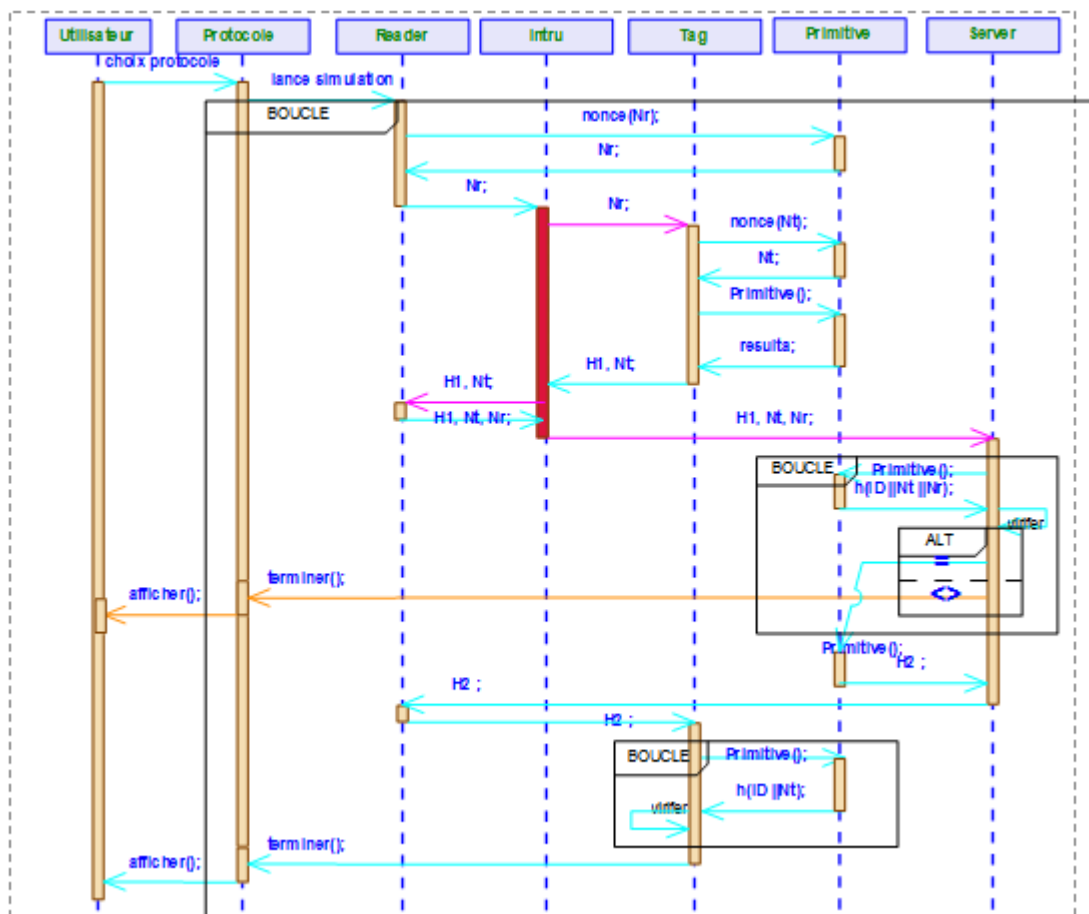 Utilisateur Protocole Reader Intru Tag Primitive Server
choix protocole
lance simulation
BOUCLE
nonce(Nr);
Nr;
Nr;
Nr;
nonce(Nt);
Nt;
Primitive();
resulta;
H1, Nt;
H1, Nt;
H1, Nt, Nr;
H1, Nt, Nr;
BOUCLE
Primitive();
h(ID||Nt||Nr);
virifer
ALT
=
<>
terminer();
afficher();
Primitive();
H2 ;
H2 ;
H2 ;
BOUCLE
Primitive();
h(ID||Nt);
virifer
terminer();
afficher();